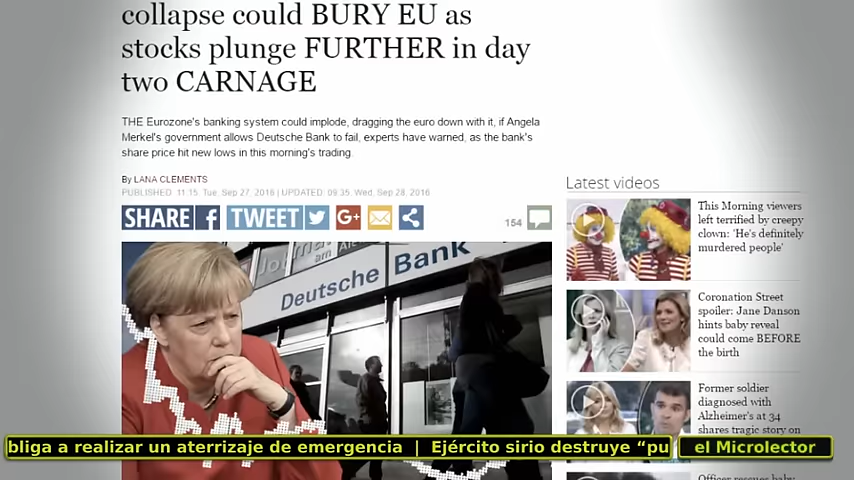 collapse could BURY EU as
stocks plunge FURTHER in day
two CARNAGE
THE Eurozone's banking system could implode, dragging the euro down with it, if Angela
Merkel's government allows Deutsche Bank to fail, experts have warned, as the bank's
share price hit new lows in this morning's trading.
By LANA CLEMENTS
PUBLISHED: 11:15, Tue, Sep 27, 2016 | UPDATED: 09:35, Wed, Sep 28, 2016
SHARE f TWEET G+
154
Deutsche Bank
Latest videos
This Morning viewers
left terrified by creepy
clown: 'He's definitely
murdered people'
Coronation Street
spoiler: Jane Danson
hints baby reveal
could come BEFORE
the birth
Former soldier
diagnosed with
Alzheimer's at 34
shares tragic story on
Officer rescues baby
bliga a realizar un aterrizaje de emergencia | Ejército sirio destruye “pu
el Microlector